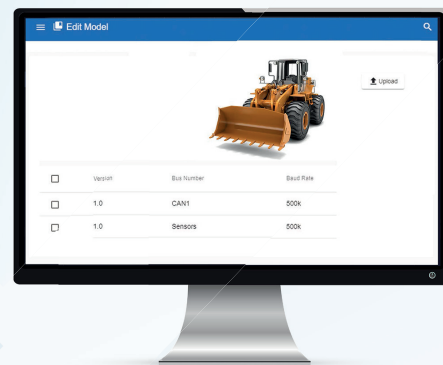 Edit Model
Upload
Version Bus Number Baud Rate
1.0 CAN1 500k
1.0 Sensors 500k